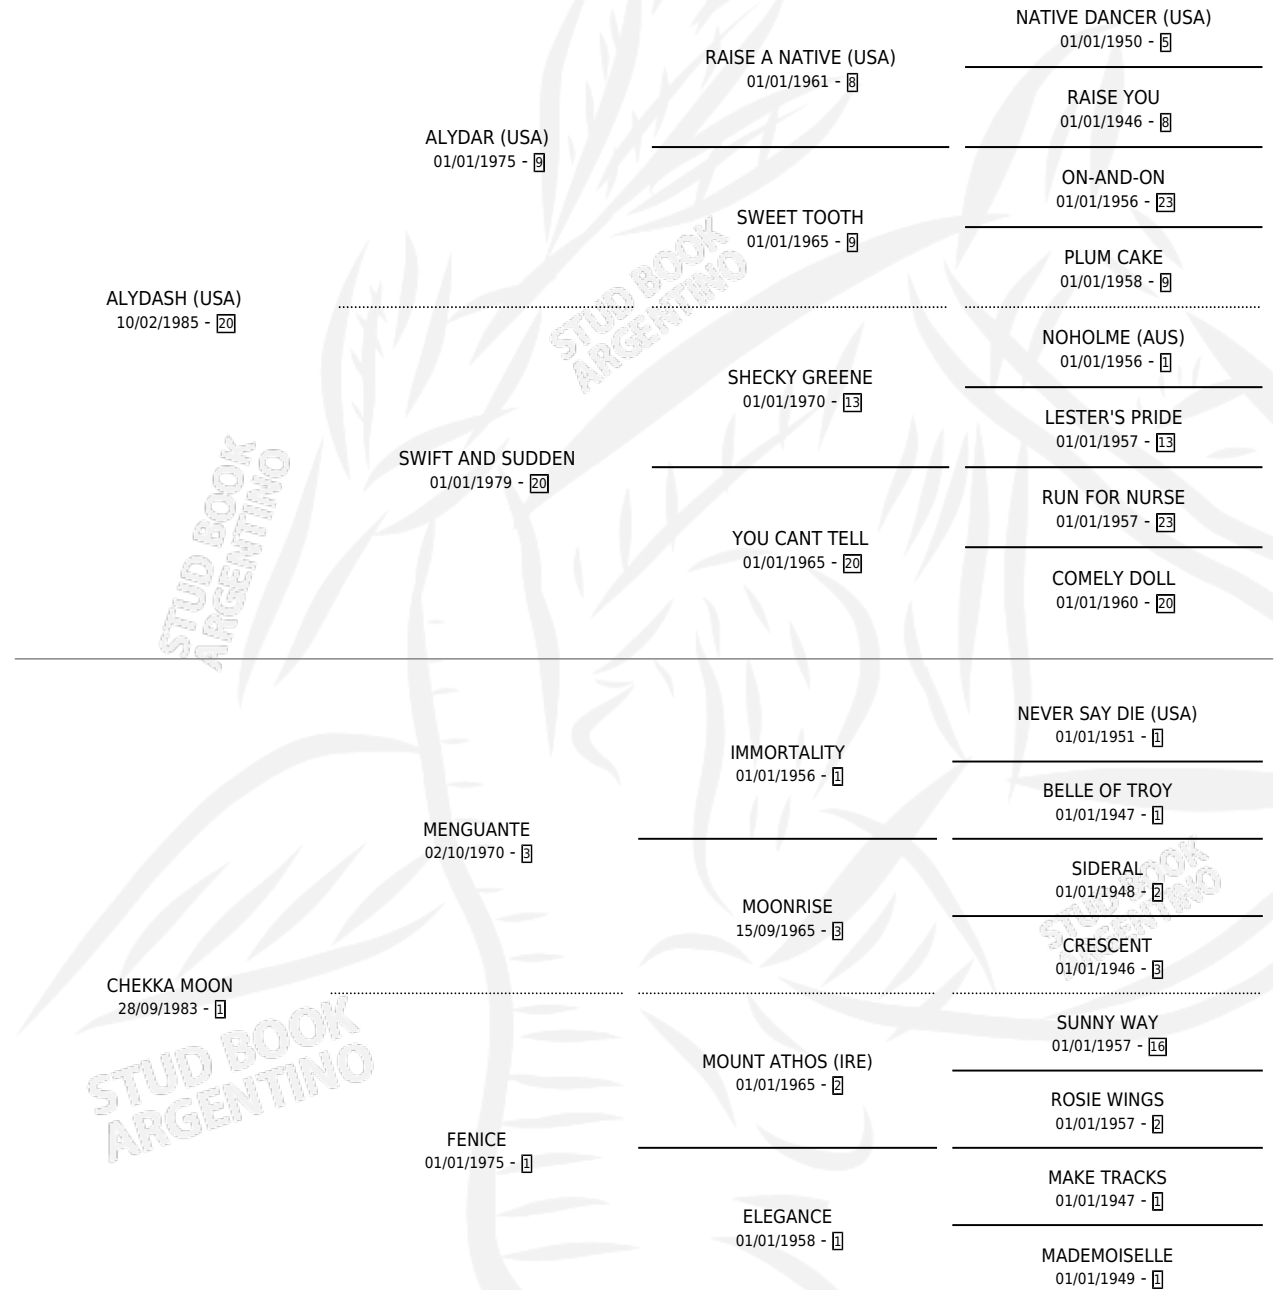 NATIVE DANCER (USA)
01/01/1950 - 5
RAISE A NATIVE (USA)
01/01/1961 - 8
RAISE YOU
01/01/1946 - 8
ALYDAR (USA)
01/01/1975 - 9
ON-AND-ON
01/01/1956 - 23
SWEET TOOTH
01/01/1965 - 9
PLUM CAKE
01/01/1958 - 9
ALYDASH (USA)
10/02/1985 - 20
NOHOLME (AUS)
01/01/1956 - 1
SHECKY GREENE
01/01/1970 - 13
LESTER'S PRIDE
01/01/1957 - 13
SWIFT AND SUDDEN
01/01/1979 - 20
RUN FOR NURSE
01/01/1957 - 23
YOU CANT TELL
01/01/1965 - 20
COMELY DOLL
01/01/1960 - 20
NEVER SAY DIE (USA)
01/01/1951 - 1
IMMORTALITY
01/01/1956 - 1
BELLE OF TROY
01/01/1947 - 1
MENGUANTE
02/10/1970 - 3
SIDERAL
01/01/1948 - 2
MOONRISE
15/09/1965 - 3
CRESCENT
01/01/1946 - 3
CHEKKA MOON
28/09/1983 - 1
SUNNY WAY
01/01/1957 - 16
MOUNT ATHOS (IRE)
01/01/1965 - 2
ROSIE WINGS
01/01/1957 - 2
FENICE
01/01/1975 - 1
MAKE TRACKS
01/01/1947 - 1
ELEGANCE
01/01/1958 - 1
MADEMOISELLE
01/01/1949 - 1
STUD BOOK
ARGENTINO
STUD BOOK
ARGENTINO
STUD BOOK
ARGENTINO
STUD BOOK
ARGENTINO